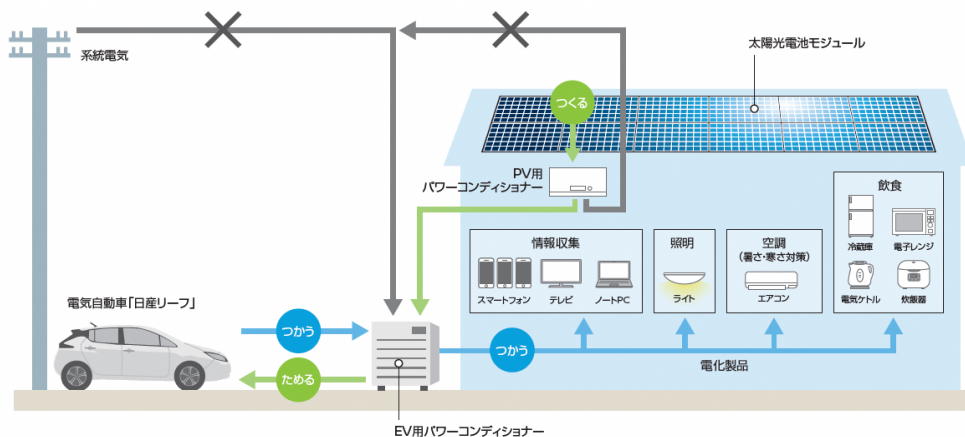 系統電気
太陽光電池モジュール
つくる
PV用
パワーコンディショナー
飲食
冷蔵庫
電子レンジ
電気ケトル
炊飯器
情報収集
スマートフォン
テレビ
ノートPC
照明
ライト
空調
(暑さ・寒さ対策)
エアコン
電気自動車「日産リーフ」
つかう
ためる
つかう
電化製品
EV用パワーコンディショナー